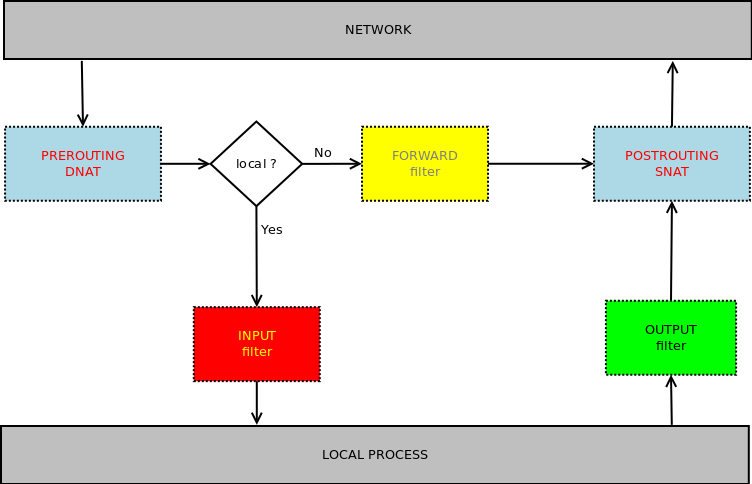 NETWORK
PREROUTING
DNAT
local ?
No
FORWARD
filter
POSTROUTING
SNAT
Yes
INPUT
filter
OUTPUT
filter
LOCAL PROCESS